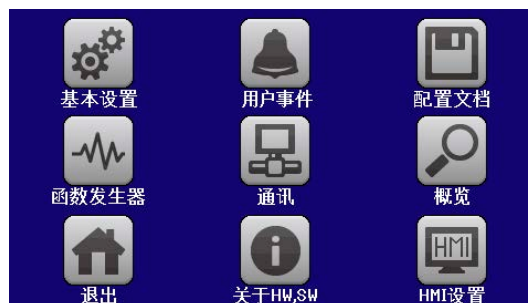 基本设置
用户事件
配置文档
函数发生器
通讯
概览
HMI
退出
关于HW,SW
HMI设置